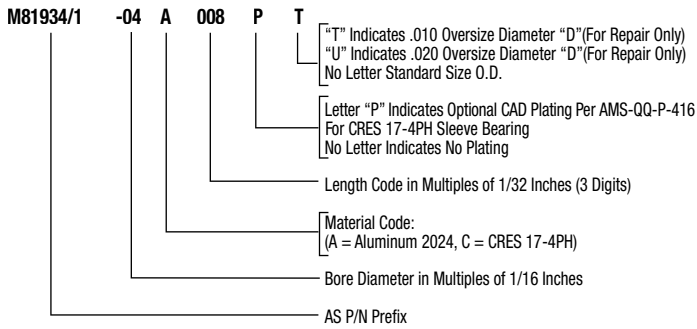 M81934/1 -04 A 008 P T
“T” Indicates .010 Oversize Diameter “D”(For Repair Only)
“U” Indicates .020 Oversize Diameter “D”(For Repair Only)
No Letter Standard Size O.D.
Letter “P” Indicates Optional CAD Plating Per AMS-QQ-P-416
For CRES 17-4PH Sleeve Bearing
No Letter Indicates No Plating
Length Code in Multiples of 1/32 Inches (3 Digits)
Material Code:
(A = Aluminum 2024, C = CRES 17-4PH)
Bore Diameter in Multiples of 1/16 Inches
AS P/N Prefix